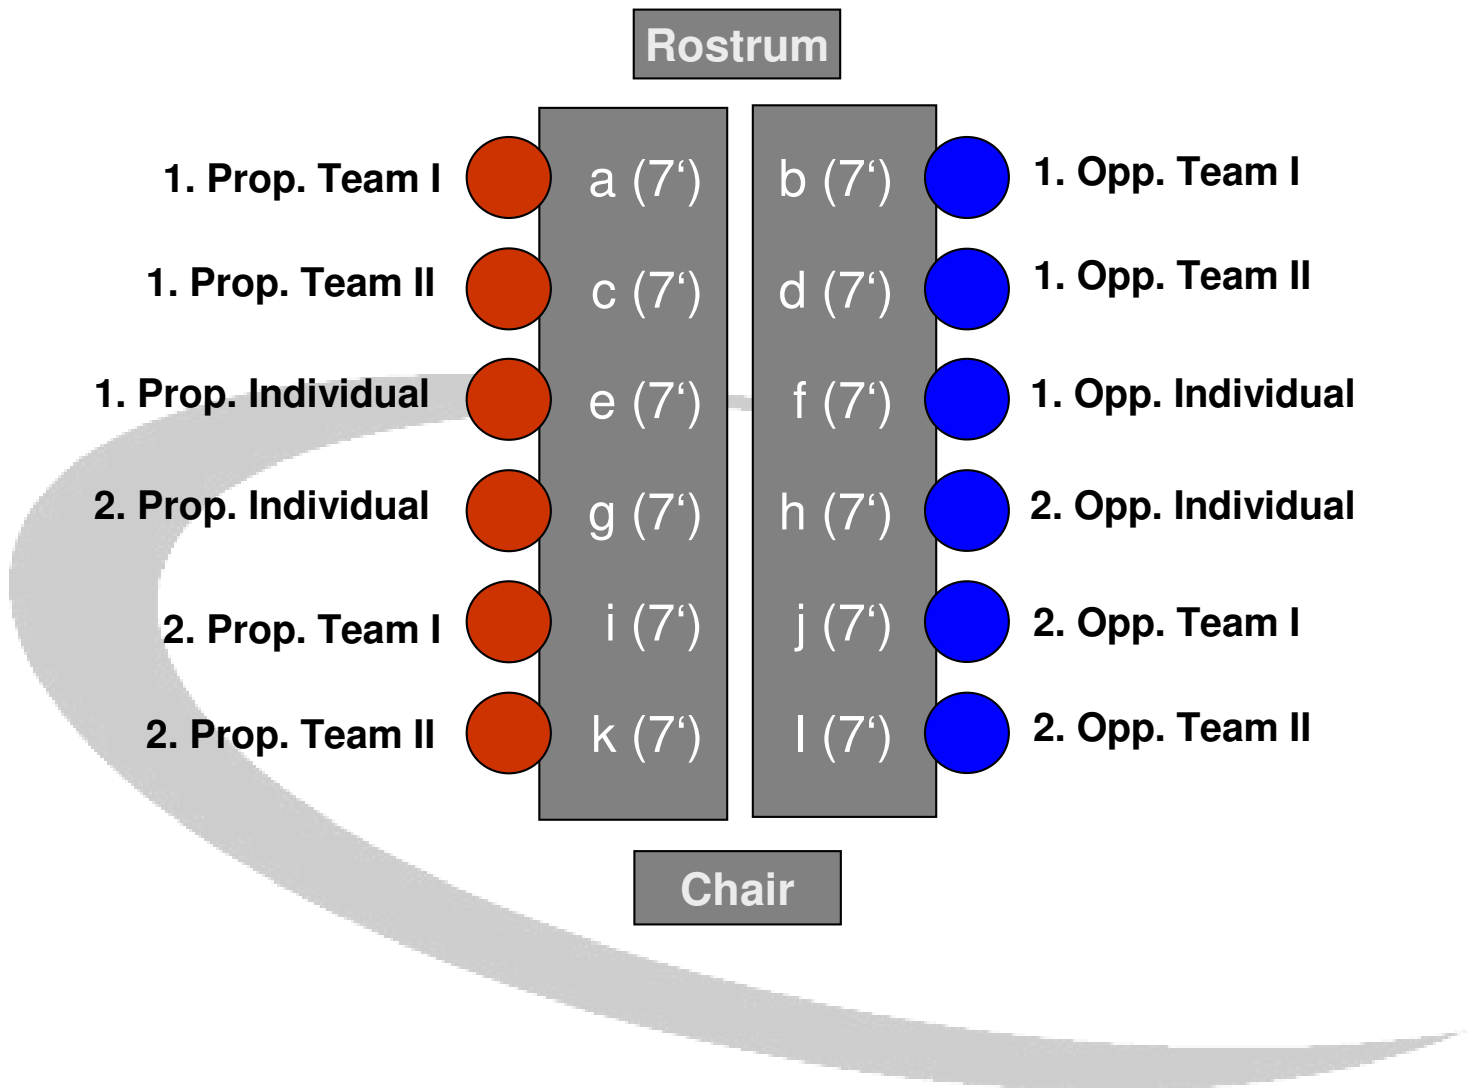 Rostrum
1. Prop. Team I a (7‘) b (7‘) 1. Opp. Team I
1. Prop. Team II c (7‘) d (7‘) 1. Opp. Team II
1. Prop. Individual e (7‘) f (7‘) 1. Opp. Individual
2. Prop. Individual g (7‘) h (7‘) 2. Opp. Individual
2. Prop. Team I i (7‘) j (7‘) 2. Opp. Team I
2. Prop. Team II k (7‘) l (7‘) 2. Opp. Team II
Chair